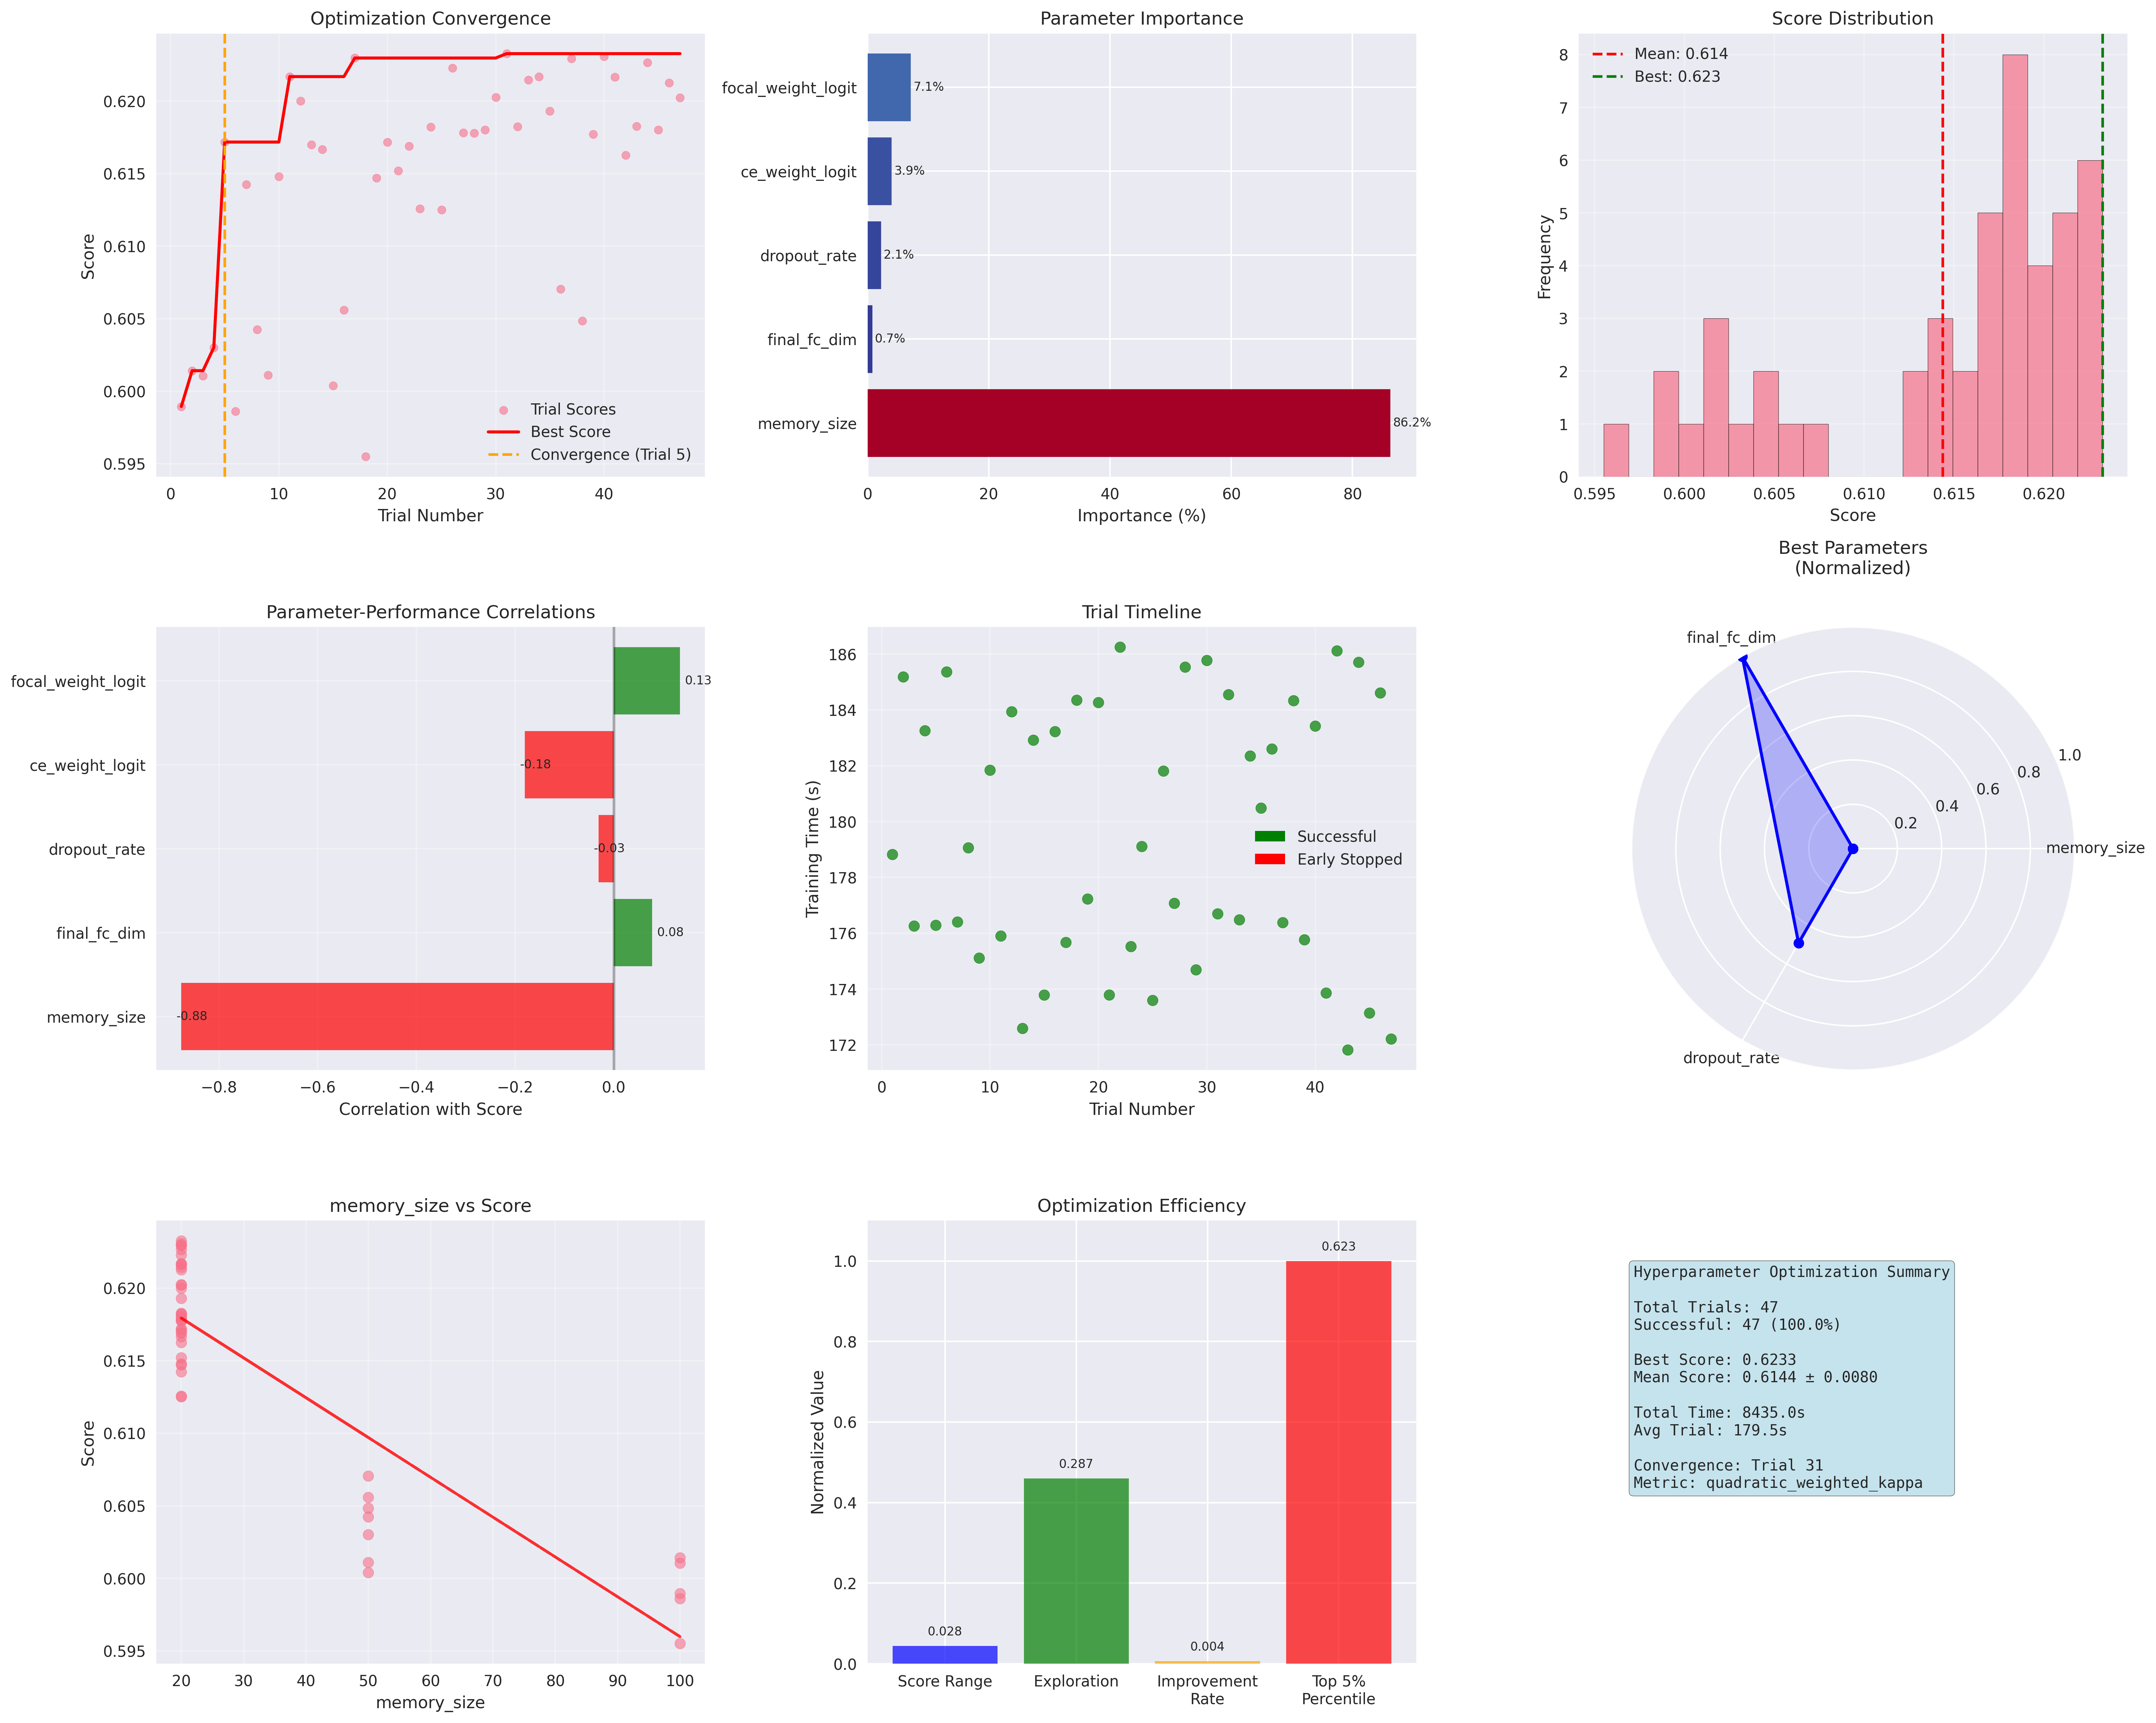 Optimization Convergence
Score
0.620
0.615
0.610
0.605
0.600
0.595
Trial Scores
Best Score
Convergence (Trial 5)
0 10 20 30 40
Trial Number
Parameter Importance
focal_weight_logit
7.1%
ce_weight_logit
3.9%
dropout_rate
2.1%
final_fc_dim
0.7%
memory_size
86.2%
0 20 40 60 80
Importance (%)
Score Distribution
Mean: 0.614
Best: 0.623
Frequency
8
7
6
5
4
3
2
1
0
0.595 0.600 0.605 0.610 0.615 0.620
Score
Parameter-Performance Correlations
focal_weight_logit
0.13
ce_weight_logit
-0.18
dropout_rate
-0.03
final_fc_dim
0.08
memory_size
-0.88
−0.8 −0.6 −0.4 −0.2 0.0
Correlation with Score
Trial Timeline
Training Time (s)
186
184
182
180
178
176
174
172
Successful
Early Stopped
0 10 20 30 40
Trial Number
Best Parameters
(Normalized)
final_fc_dim
1.0
0.8
0.6
0.4
0.2
memory_size
dropout_rate
memory_size vs Score
Score
0.620
0.615
0.610
0.605
0.600
0.595
20 30 40 50 60 70 80 90 100
memory_size
Optimization Efficiency
Normalized Value
1.0
0.8
0.6
0.4
0.2
0.0
0.028
0.287
0.004
0.623
Score Range
Exploration
Improvement
Rate
Top 5%
Percentile
Hyperparameter Optimization Summary
Total Trials: 47
Successful: 47 (100.0%)
Best Score: 0.6233
Mean Score: 0.6144 ± 0.0080
Total Time: 8435.0s
Avg Trial: 179.5s
Convergence: Trial 31
Metric: quadratic_weighted_kappa